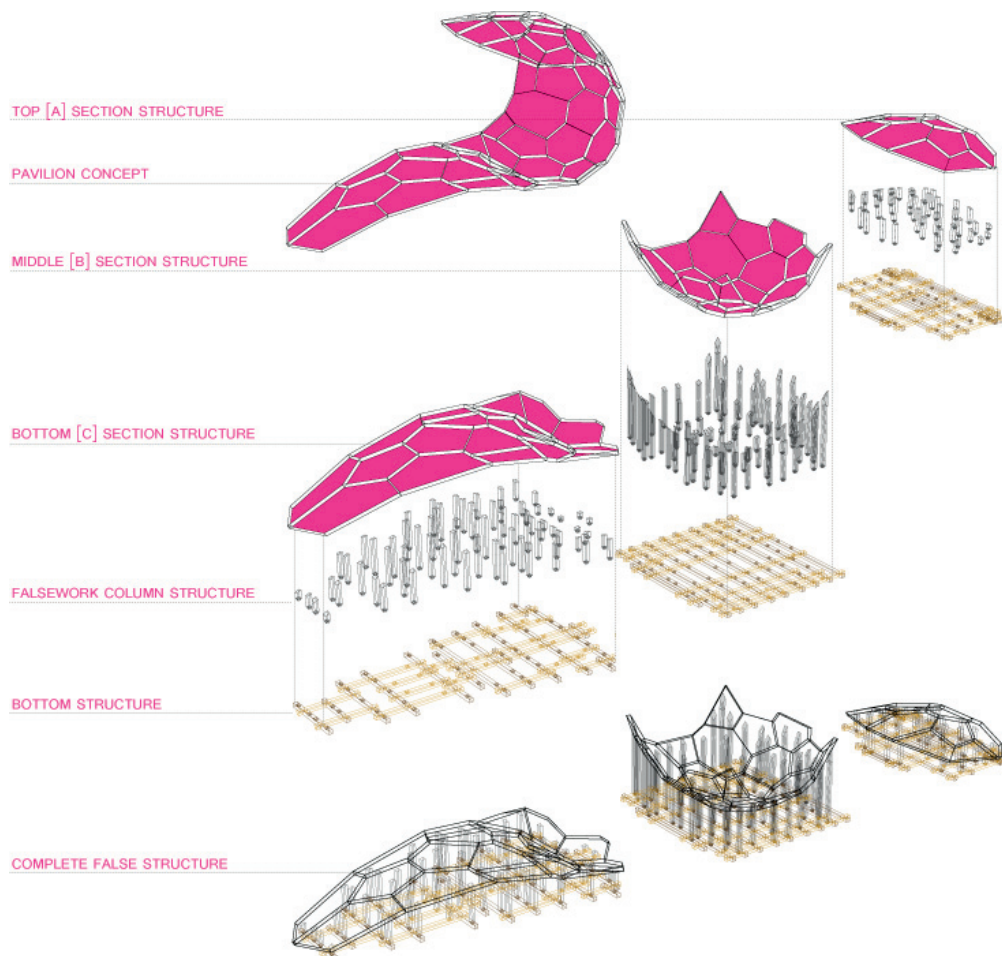 TOP [A] SECTION STRUCTURE
PAVILION CONCEPT
MIDDLE [B] SECTION STRUCTURE
BOTTOM [C] SECTION STRUCTURE
FALSEWORK COLUMN STRUCTURE
BOTTOM STRUCTURE
COMPLETE FALSE STRUCTURE